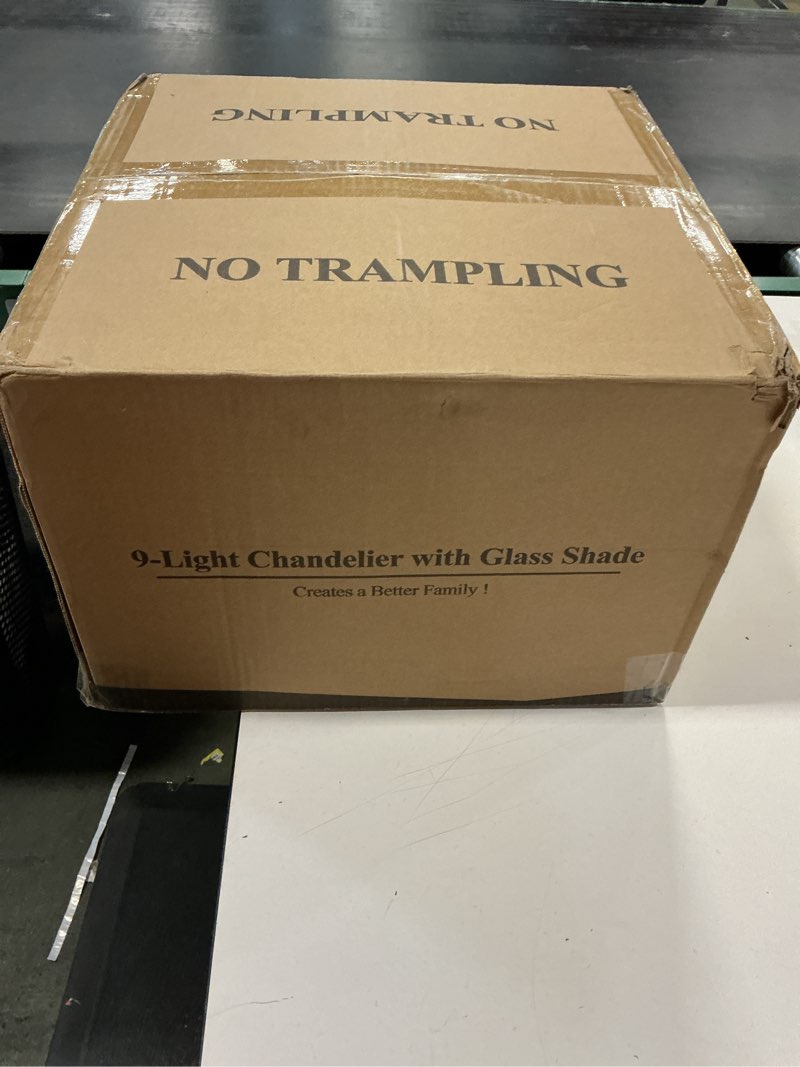 NO TRAMPLING
NO TRAMPLING
9-Light Chandelier with Glass Shade
Creates a Better Family !